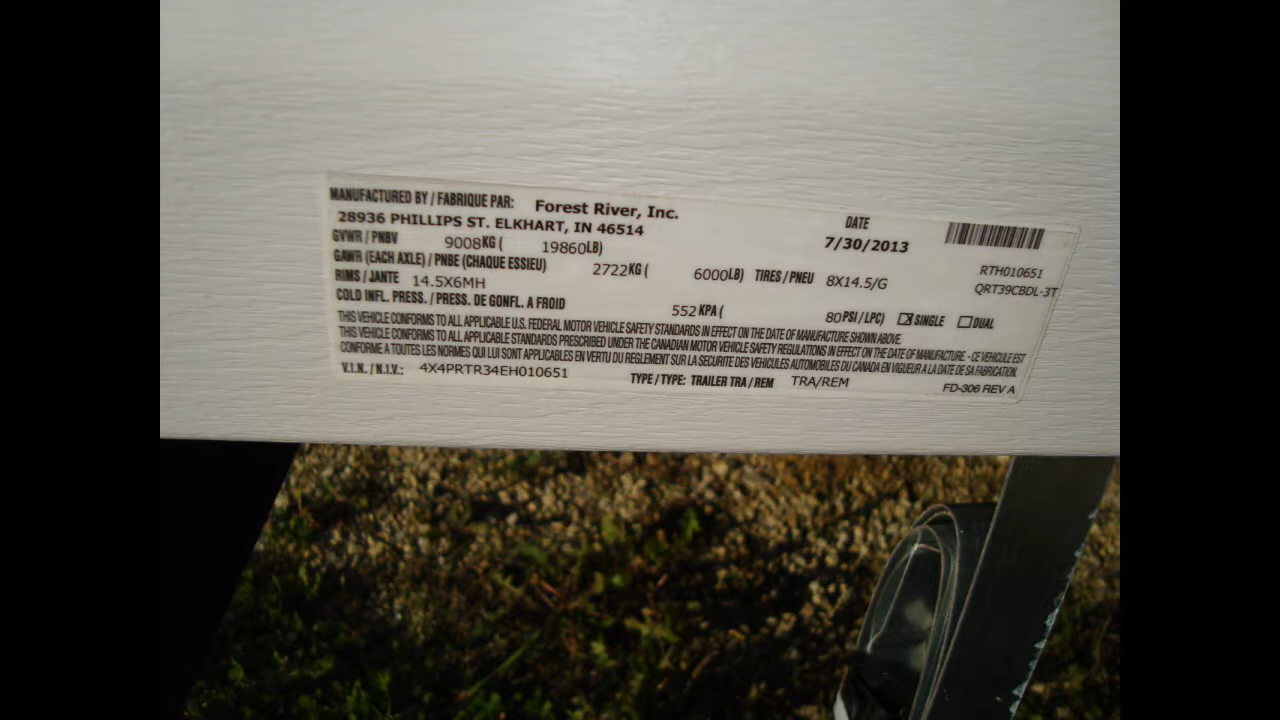 MANUFACTURED BY / FABRIQUE PAR: Forest River, Inc.
28936 PHILLIPS ST. ELKHART, IN 46514
DATE
7/30/2013
GVWR / PNBV 9008KG ( 19860LB)
GAWR (EACH AXLE) / PNBE (CHAQUE ESSIEU) 2722KG ( 6000LB) TIRES / PNEU 8X14.5/G
RTH010651
QRT39CBDL-3T
RIMS / JANTE 14.5X6MH
COLD INFL. PRESS. / PRESS. DE GONFL. A FROID 552 KPA ( 80 PSI / LPC) SINGLE DUAL
THIS VEHICLE CONFORMS TO ALL APPLICABLE U.S. FEDERAL MOTOR VEHICLE SAFETY STANDARDS IN EFFECT ON THE DATE OF MANUFACTURE SHOWN ABOVE.
THIS VEHICLE CONFORMS TO ALL APPLICABLE STANDARDS PRESCRIBED UNDER THE CANADIAN MOTOR VEHICLE SAFETY REGULATIONS IN EFFECT ON THE DATE OF MANUFACTURE. - CE VEHICULE EST
CONFORME A TOUTES LES NORMES QUI LUI SONT APPLICABLES EN VERTU DU REGLEMENT SUR LA SECURITE DES VEHICULES AUTOMOBILES DU CANADA EN VIGUEUR A LA DATE DE SA FABRICATION.
V.I.N. / N.I.V.: 4X4PRTR34EH010651 TYPE / TYPE: TRAILER TRA / REM TRA/REM FD-306 REV A